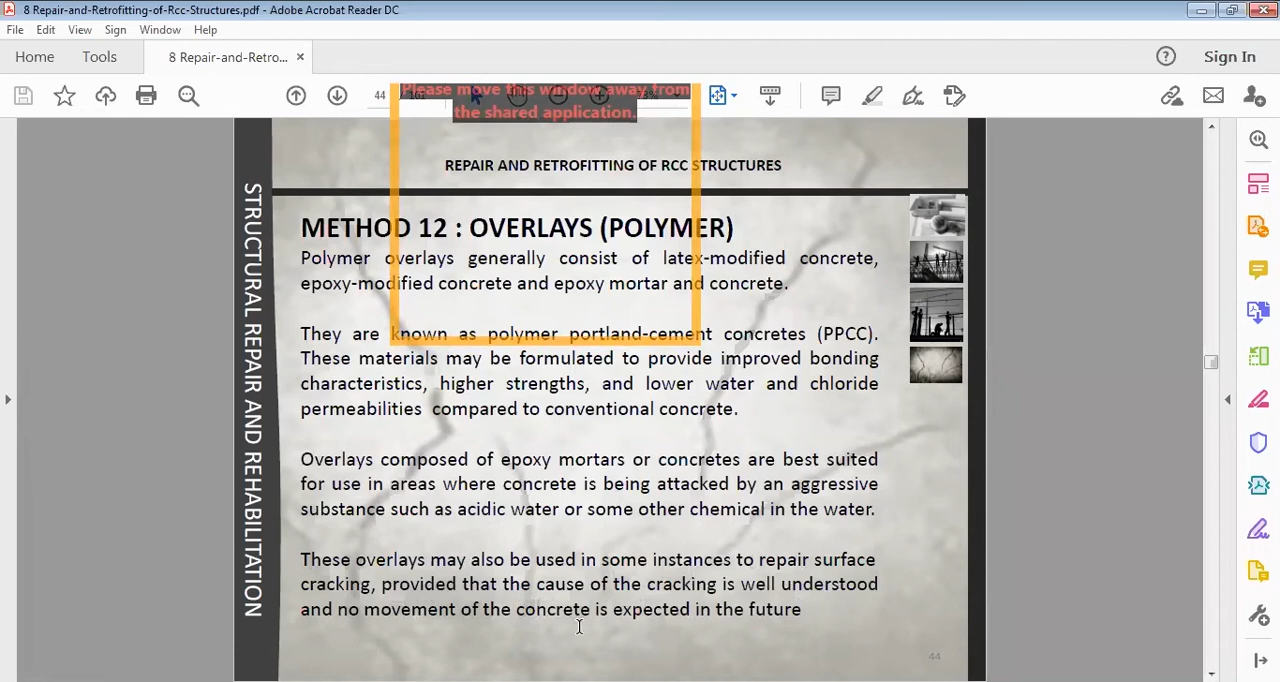 8 Repair-and-Retrofitting-of-Rcc-Structures.pdf - Adobe Acrobat Reader DC
File Edit View Sign Window Help
Home Tools 8 Repair-and-Retro... Sign In
44 / 101
Please move this window away from
the shared application.
REPAIR AND RETROFITTING OF RCC STRUCTURES
STRUCTURAL REPAIR AND REHABILITATION
METHOD 12 : OVERLAYS (POLYMER)
Polymer overlays generally consist of latex-modified concrete,
epoxy-modified concrete and epoxy mortar and concrete.
They are known as polymer portland-cement concretes (PPCC).
These materials may be formulated to provide improved bonding
characteristics, higher strengths, and lower water and chloride
permeabilities compared to conventional concrete.
Overlays composed of epoxy mortars or concretes are best suited
for use in areas where concrete is being attacked by an aggressive
substance such as acidic water or some other chemical in the water.
These overlays may also be used in some instances to repair surface
cracking, provided that the cause of the cracking is well understood
and no movement of the concrete is expected in the future
44